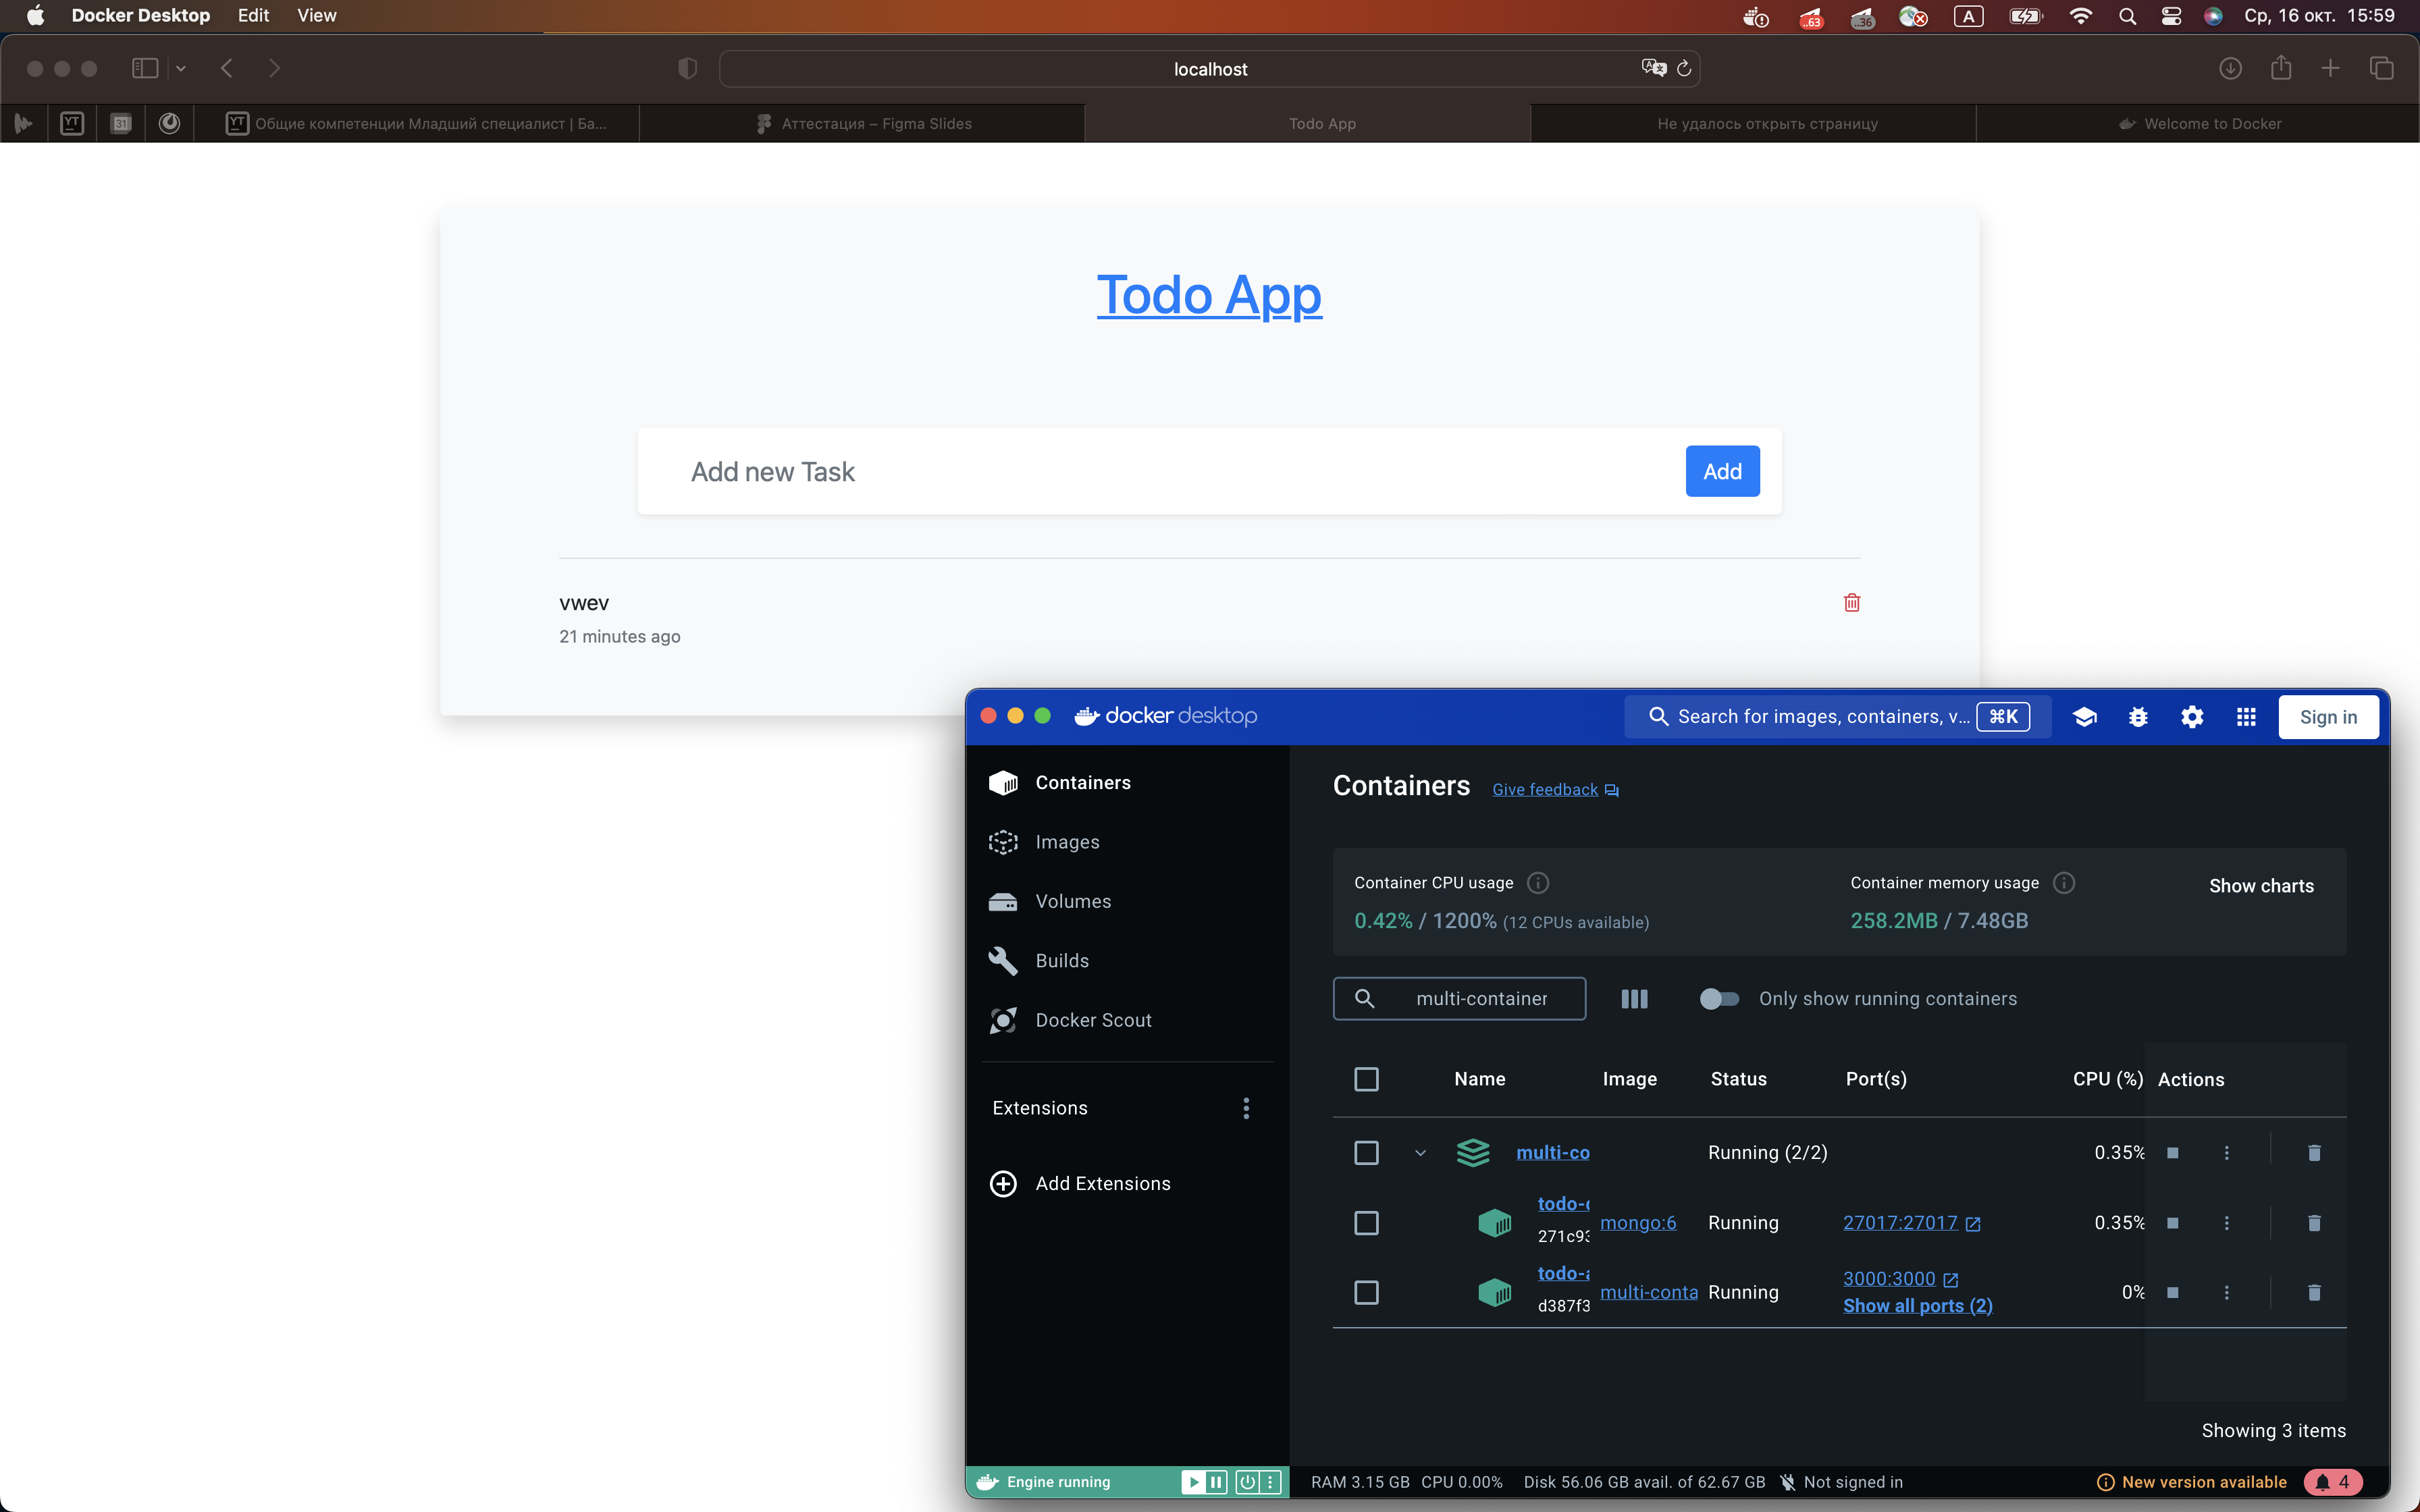 Docker Desktop Edit View
..63 ..36 A Ср, 16 окт. 15:59
localhost
YT 31 YT Общие компетенции Младший специалист | Ба... Аттестация – Figma Slides Todo App Не удалось открыть страницу Welcome to Docker
Todo App
Add new Task Add
vwev
21 minutes ago
docker desktop Search for images, containers, v... ⌘K Sign in
Containers
Images
Volumes
Builds
Docker Scout
Extensions
Add Extensions
Containers Give feedback
Container CPU usage Container memory usage Show charts
0.42% / 1200% (12 CPUs available) 258.2MB / 7.48GB
multi-container Only show running containers
Name Image Status Port(s) CPU (%) Actions
multi-co Running (2/2) 0.35%
todo-
271c93 mongo:6 Running 27017:27017 0.35%
todo-a
d387f3 multi-conta Running 3000:3000 0%
Show all ports (2)
Showing 3 items
Engine running RAM 3.15 GB CPU 0.00% Disk 56.06 GB avail. of 62.67 GB Not signed in New version available 4